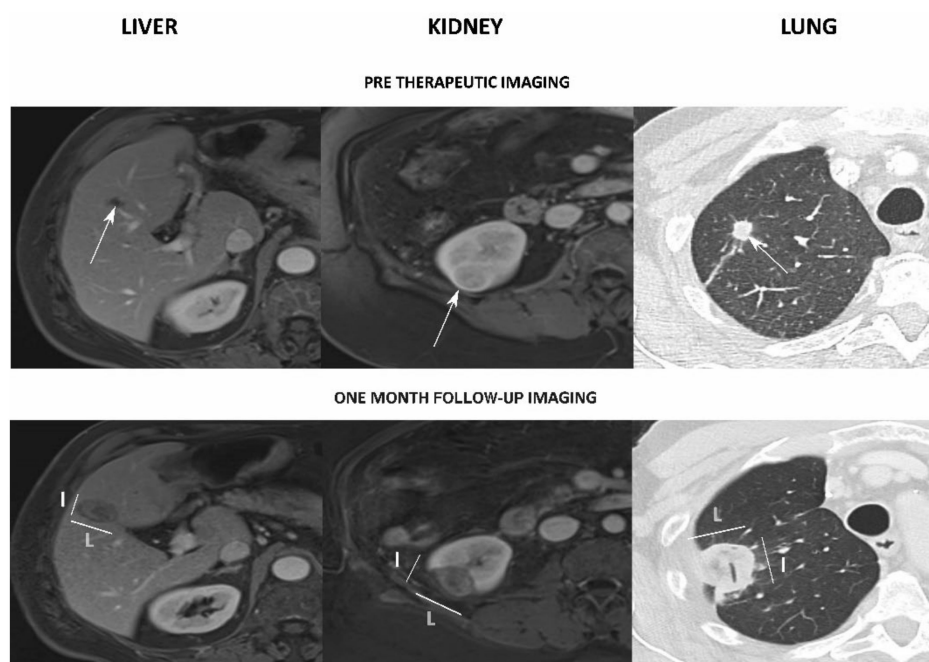 LIVER KIDNEY LUNG
PRE THERAPEUTIC IMAGING
ONE MONTH FOLLOW-UP IMAGING
I L
I L
L I